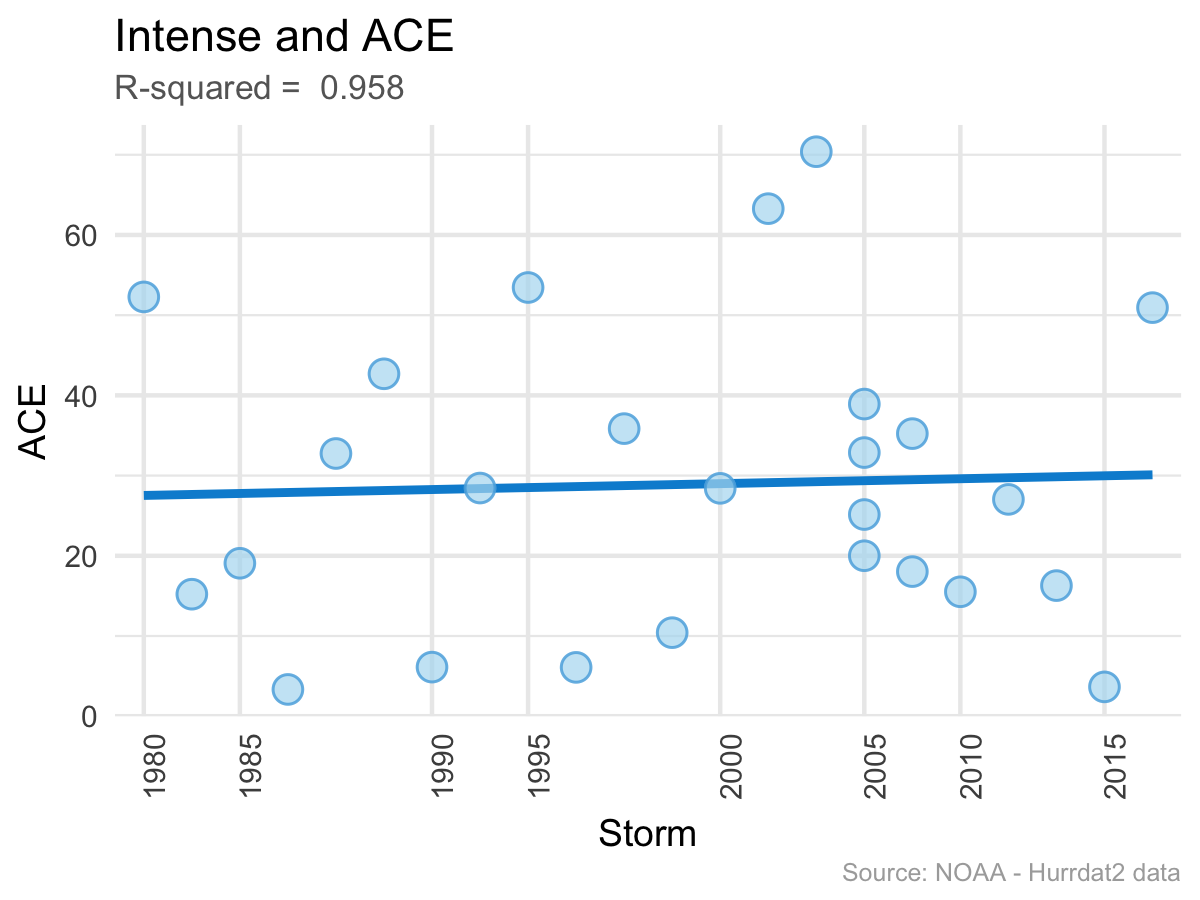 Intense and ACE
R-squared =  0.958
ACE
60
40
20
0
1980
1985
1990
1995
2000
2005
2010
2015
Storm
Source: NOAA - Hurrdat2 data